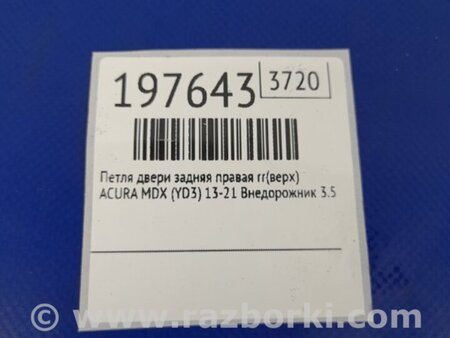 197643 3720
Петля двери задняя правая rr(верх)
ACURA MDX (YD3) 13-21 Внедорожник 3.5
© www.razborki.com